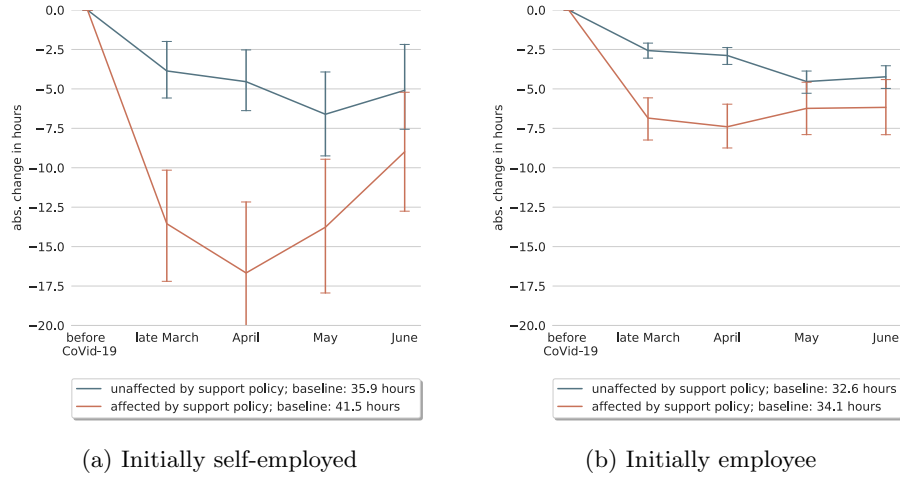 0.0
−2.5
−5.0
−7.5
−10.0
−12.5
−15.0
−17.5
−20.0
abs. change in hours
before
CoVid-19
late March
April
May
June
unaffected by support policy; baseline: 35.9 hours
affected by support policy; baseline: 41.5 hours
(a) Initially self-employed
0.0
−2.5
−5.0
−7.5
−10.0
−12.5
−15.0
−17.5
−20.0
abs. change in hours
before
CoVid-19
late March
April
May
June
unaffected by support policy; baseline: 32.6 hours
affected by support policy; baseline: 34.1 hours
(b) Initially employee